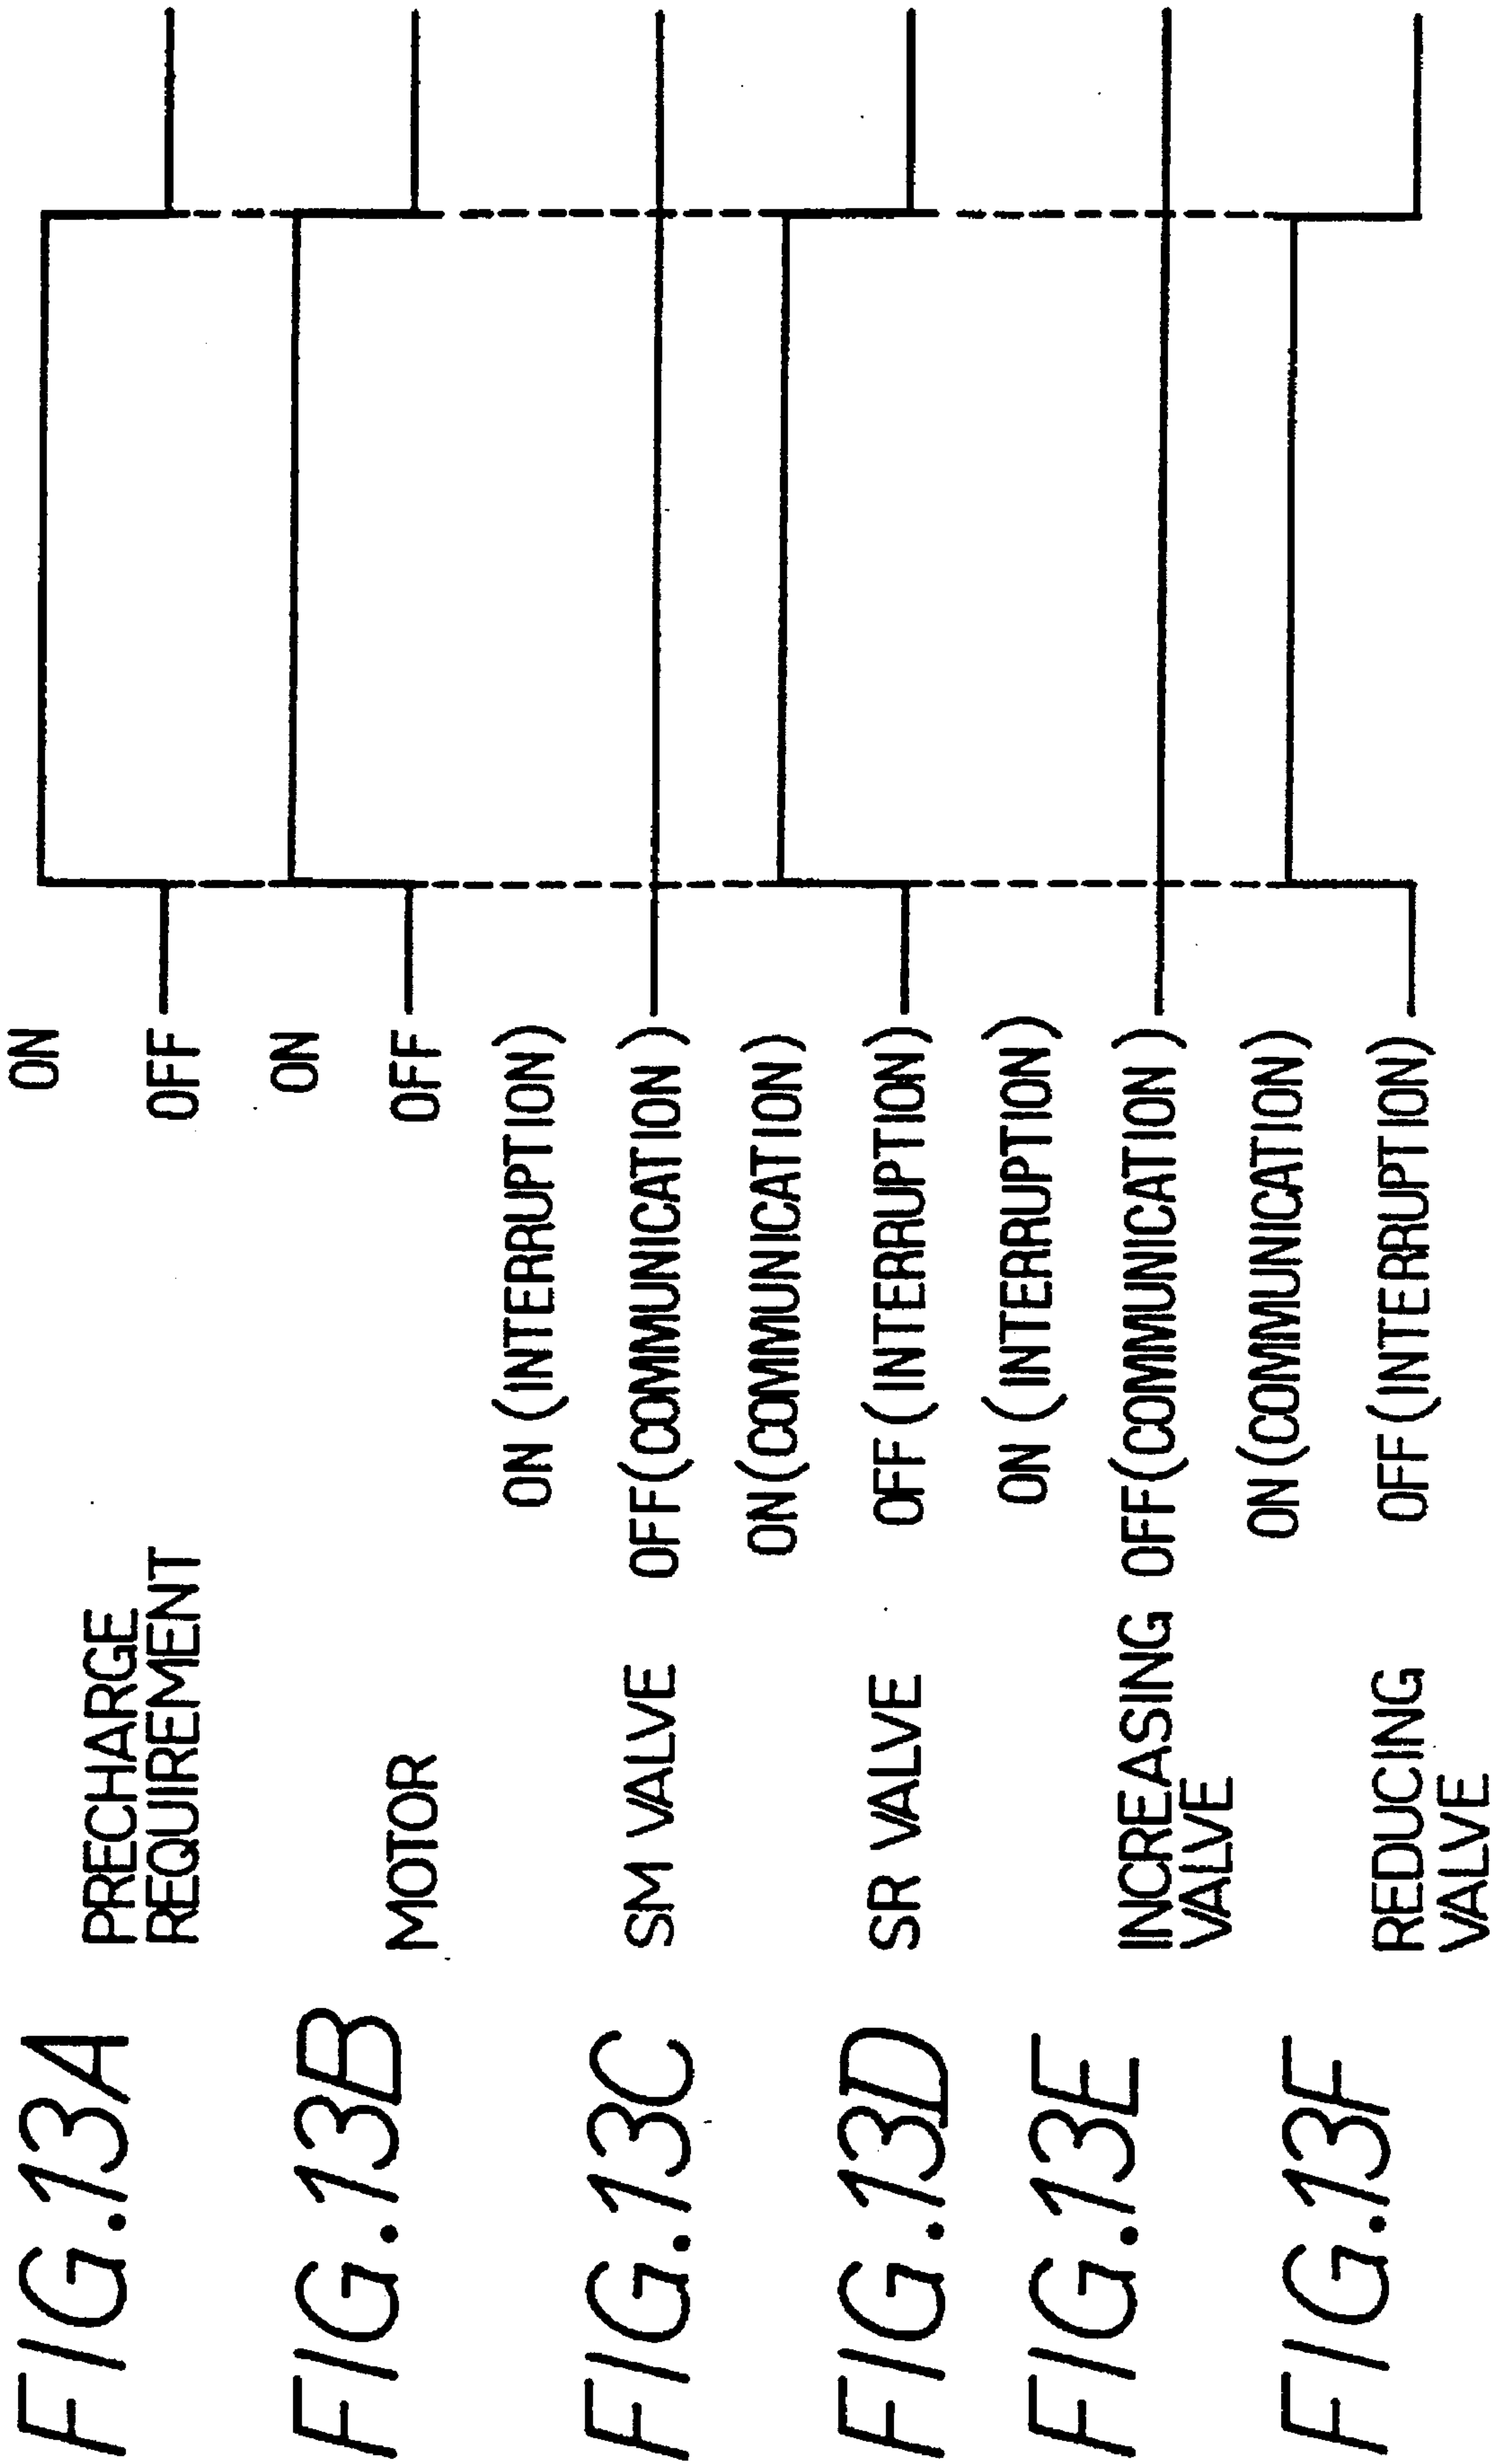 FIG.13A
PRECHARGE
REQUIREMENT
ON
OFF
FIG.13B
MOTOR
ON
OFF
FIG.13C
SM VALVE
ON (INTERRUPTION)
OFF(COMMUNICATION)
FIG.13D
SR VALVE
ON(COMMUNICATION)
OFF(INTERRUPTION)
FIG.13E
INCREASING
VALVE
ON (INTERRUPTION)
OFF(COMMUNICATION)
FIG.13F
REDUCING
VALVE
ON(COMMUNICATION)
OFF(INTERRUPTION)